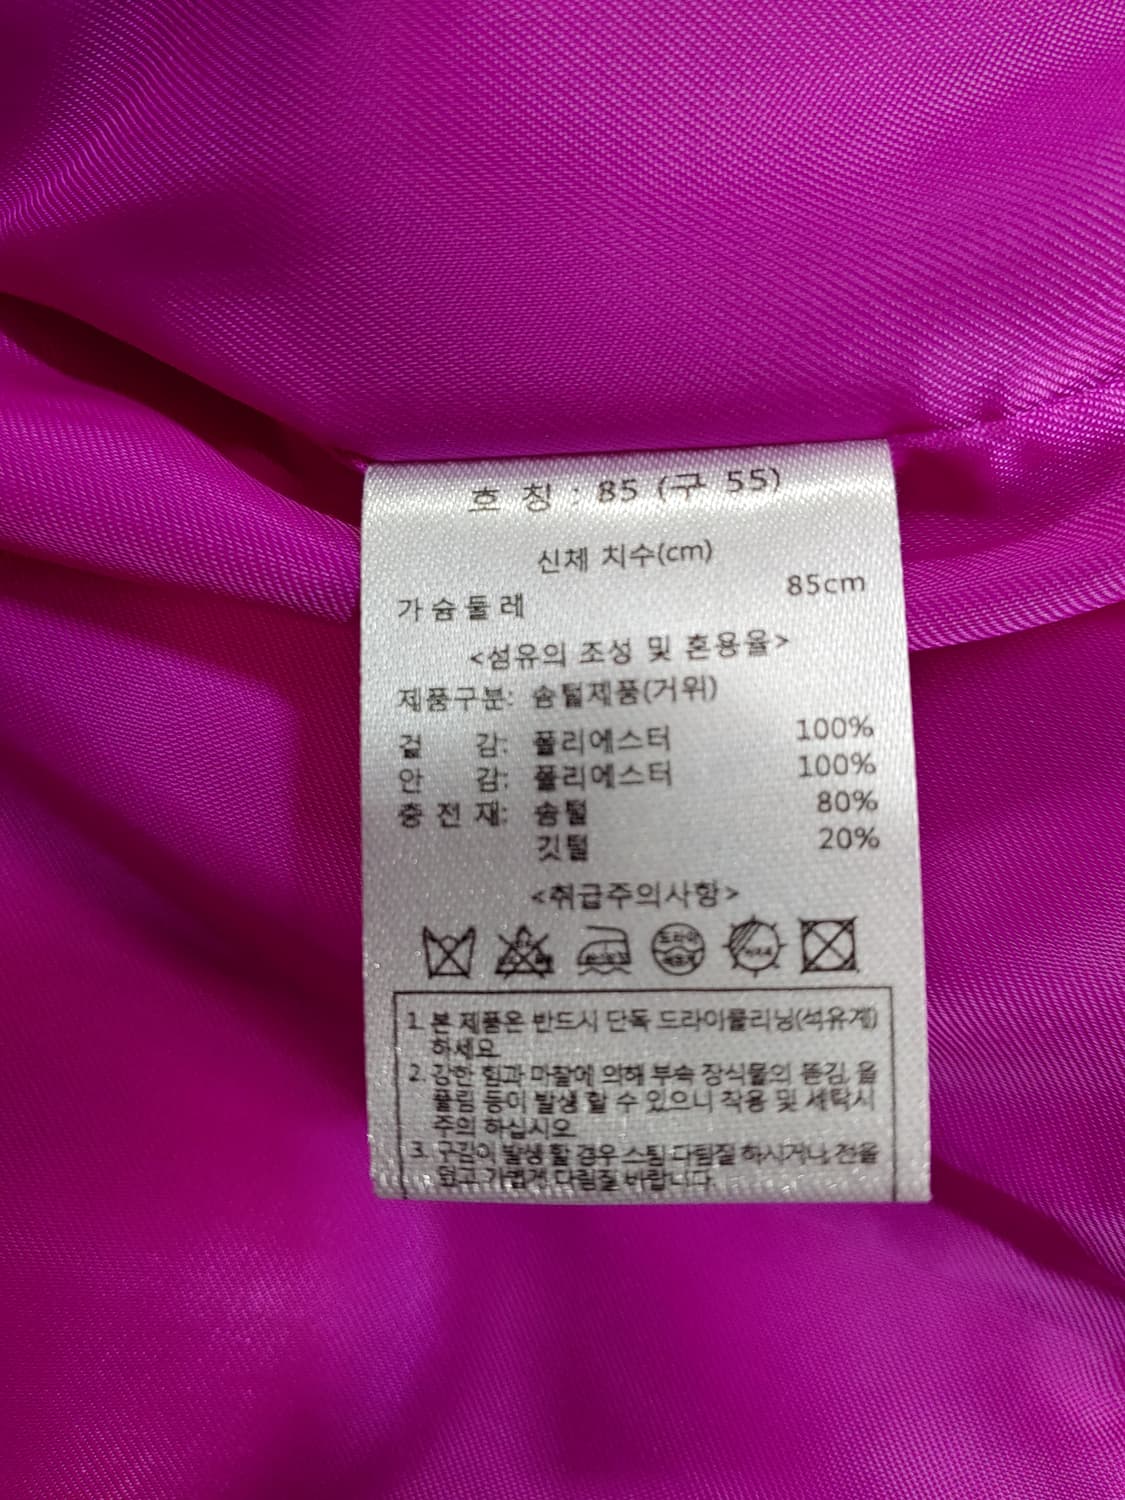 호 칭 : 85 (구 55)
신체 치수(cm)
가슴둘레 85cm
<섬유의 조성 및 혼용율>
제품구분: 솜털제품(거위)
겉 감: 폴리에스터 100%
안 감: 폴리에스터 100%
충 전 재: 솜털 80%
깃털 20%
<취급주의사항>
드라이
1. 본 제품은 반드시 단독 드라이클리닝(석유계)
하세요
2. 강한 힘과 마찰에 의해 부속 장식물의 뜯김, 올
풀림 등이 발생 할 수 있으니 착용 및 세탁시
주의 하십시오
3. 구김이 발생 할 경우 스팀 다림질 하시거나, 천을
덮고 가볍게 다림질 바랍니다.